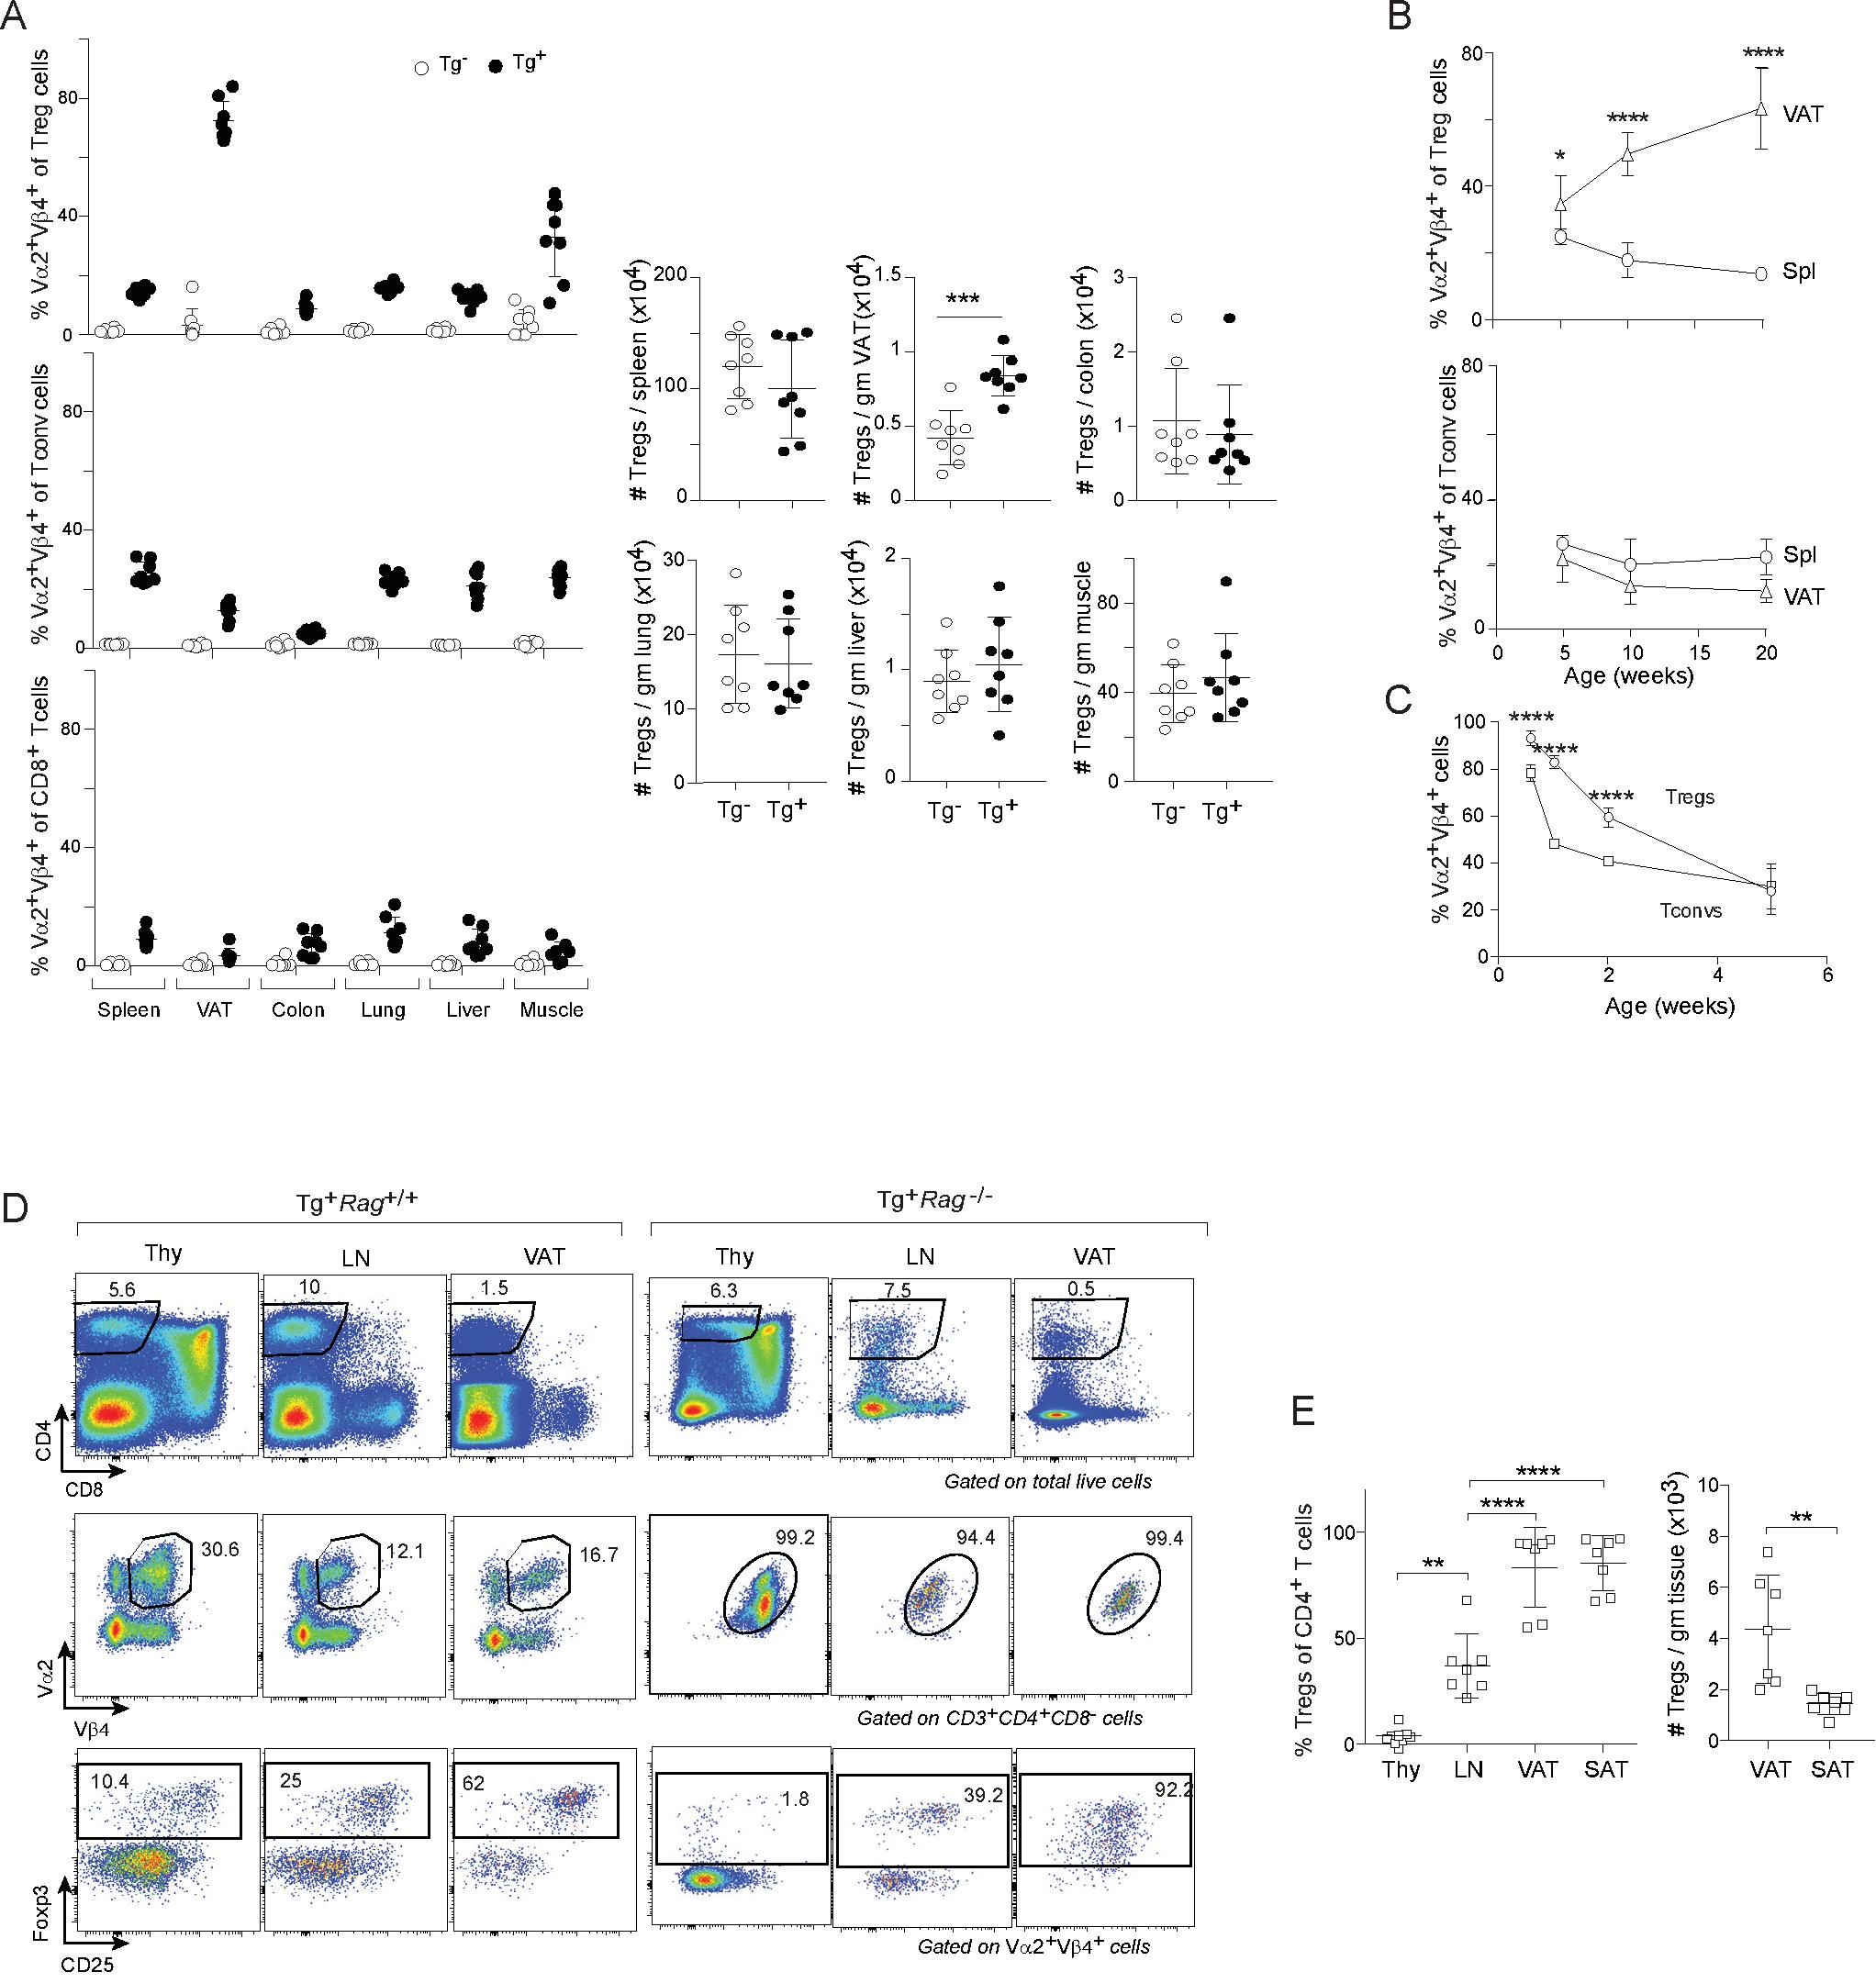 A
Tg- Tg+
% Vα2+Vβ4+ of Treg cells
80
40
0
% Vα2+Vβ4+ of Tconv cells
80
40
0
% Vα2+Vβ4+ of CD8+ Tcells
80
40
0
Spleen VAT Colon Lung Liver Muscle
# Tregs / spleen (x10⁴)
200
100
0
# Tregs / gm VAT(x10⁴)
1.5
1
0.5
0
***
# Tregs / colon (x10⁴)
3
2
1
0
# Tregs / gm lung (x10⁴)
30
20
10
0
Tg- Tg+
# Tregs / gm liver (x10⁴)
2
1
0
Tg- Tg+
# Tregs / gm muscle
80
40
0
Tg- Tg+
B
% Vα2+Vβ4+ of Treg cells
80
40
0
* **** ****
VAT
Spl
% Vα2+Vβ4+ of Tconv cells
80
40
0
Spl
VAT
0 5 10 15 20
Age (weeks)
C
% Vα2+Vβ4+ cells
100
80
60
40
20
0
****
****
****
Tregs
Tconvs
0 2 4 6
Age (weeks)
D
Tg+Rag+/+ Tg+Rag-/-
Thy LN VAT Thy LN VAT
5.6 10 1.5 6.3 7.5 0.5
CD4
CD8
Gated on total live cells
30.6 12.1 16.7 99.2 94.4 99.4
Vα2
Vβ4
Gated on CD3+CD4+CD8- cells
10.4 25 62 1.8 39.2 92.2
Foxp3
CD25
Gated on Vα2+Vβ4+ cells
E
% Tregs of CD4+ T cells
100
50
0
** **** ****
Thy LN VAT SAT
# Tregs / gm tissue (x10³)
10
8
6
4
2
0
**
VAT SAT